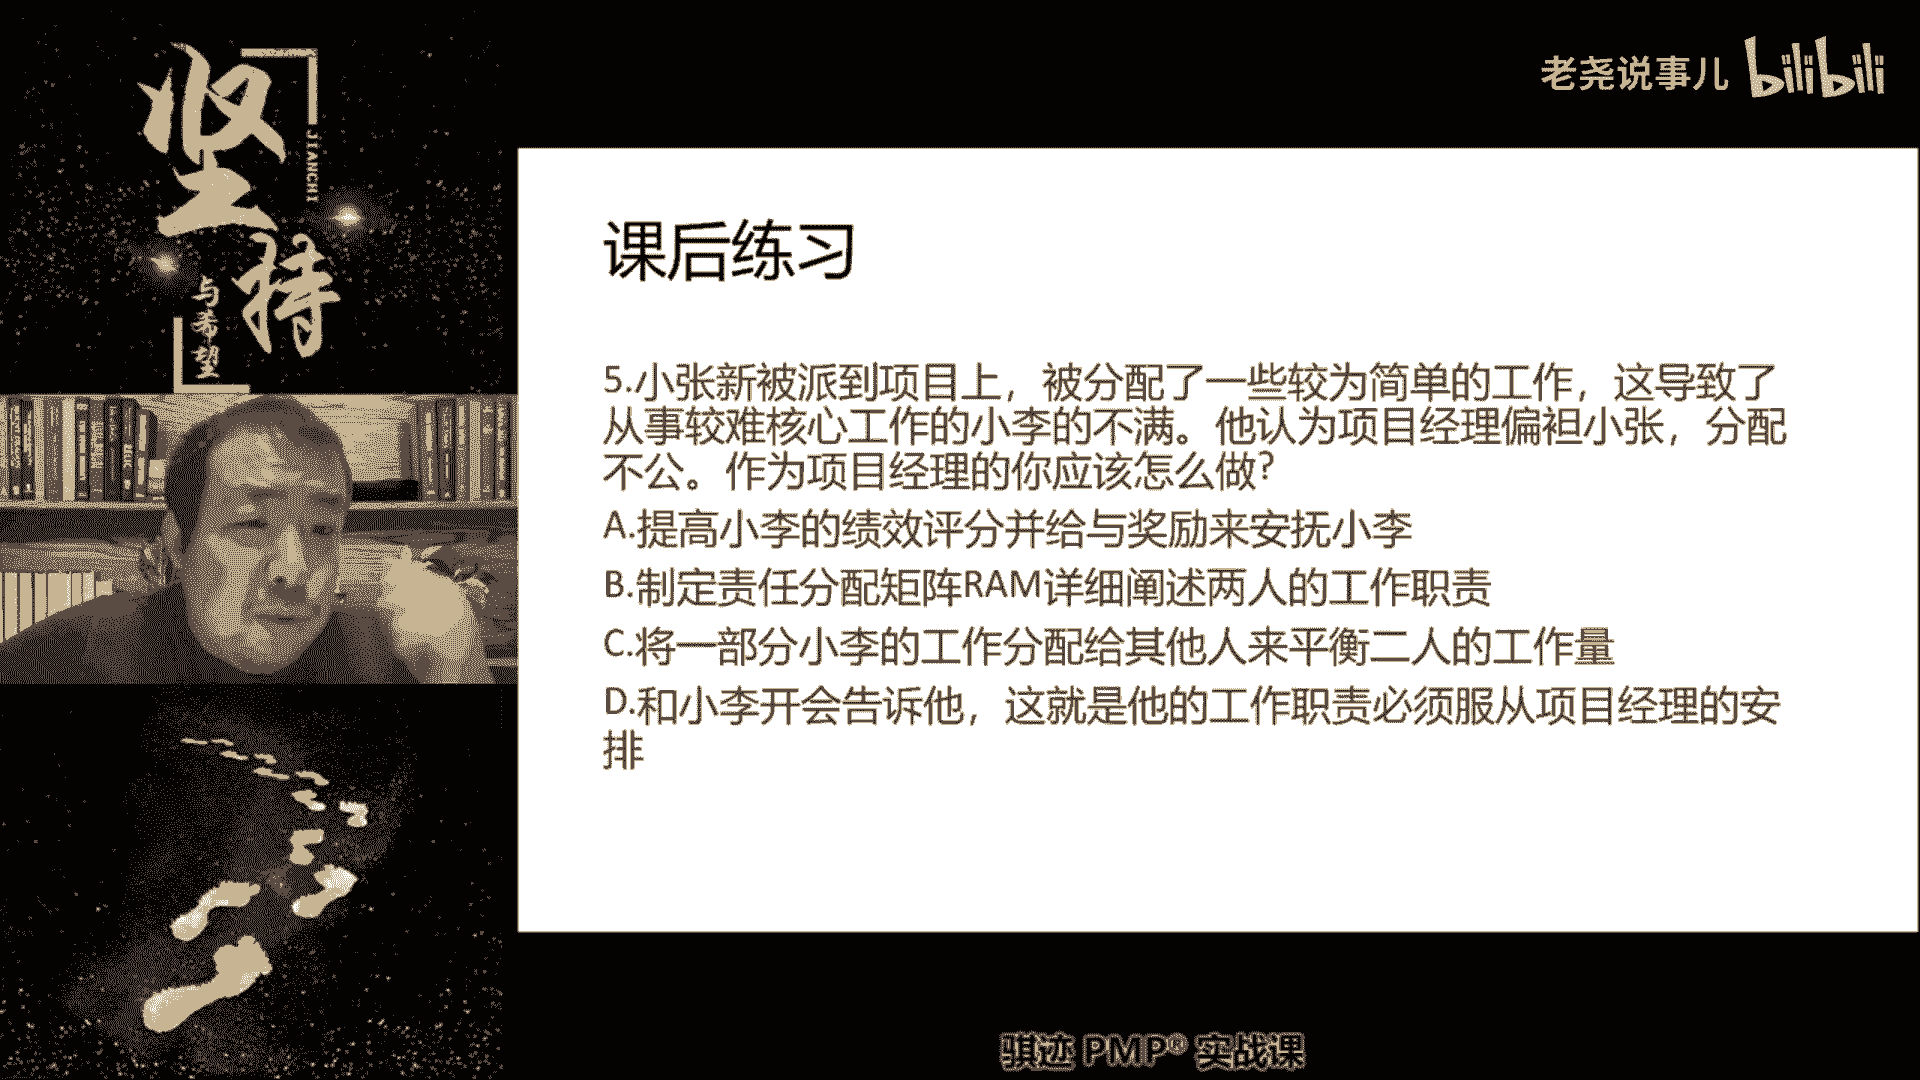 坚持
JIANCHI
与希望
老尧说事儿 bilibili
课后练习
5.小张新被派到项目上，被分配了一些较为简单的工作，这导致了
从事较难核心工作的小李的不满。他认为项目经理偏袒小张，分配
不公。作为项目经理的你应该怎么做?
A.提高小李的绩效评分并给与奖励来安抚小李
B.制定责任分配矩阵RAM详细阐述两人的工作职责
C.将一部分小李的工作分配给其他人来平衡二人的工作量
D.和小李开会告诉他，这就是他的工作职责必须服从项目经理的安
排
骐迹 PMP® 实战课